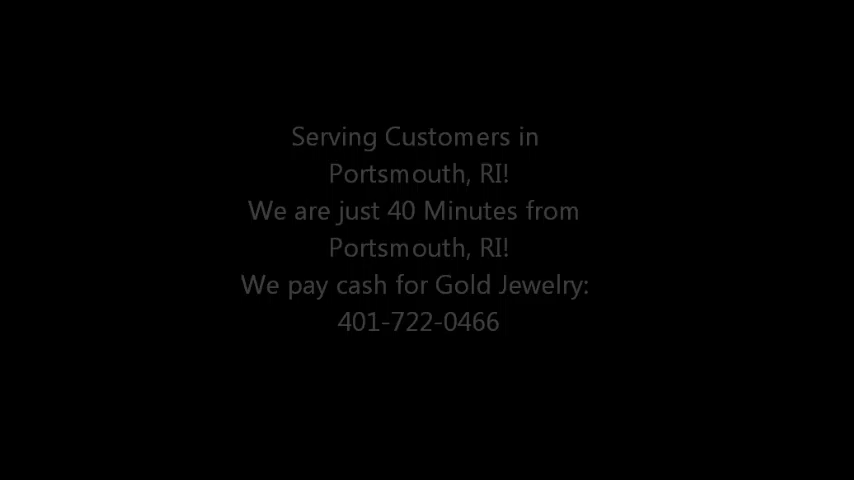 Serving Customers in
Portsmouth, RI!
We are just 40 Minutes from
Portsmouth, RI!
We pay cash for Gold Jewelry:
401-722-0466